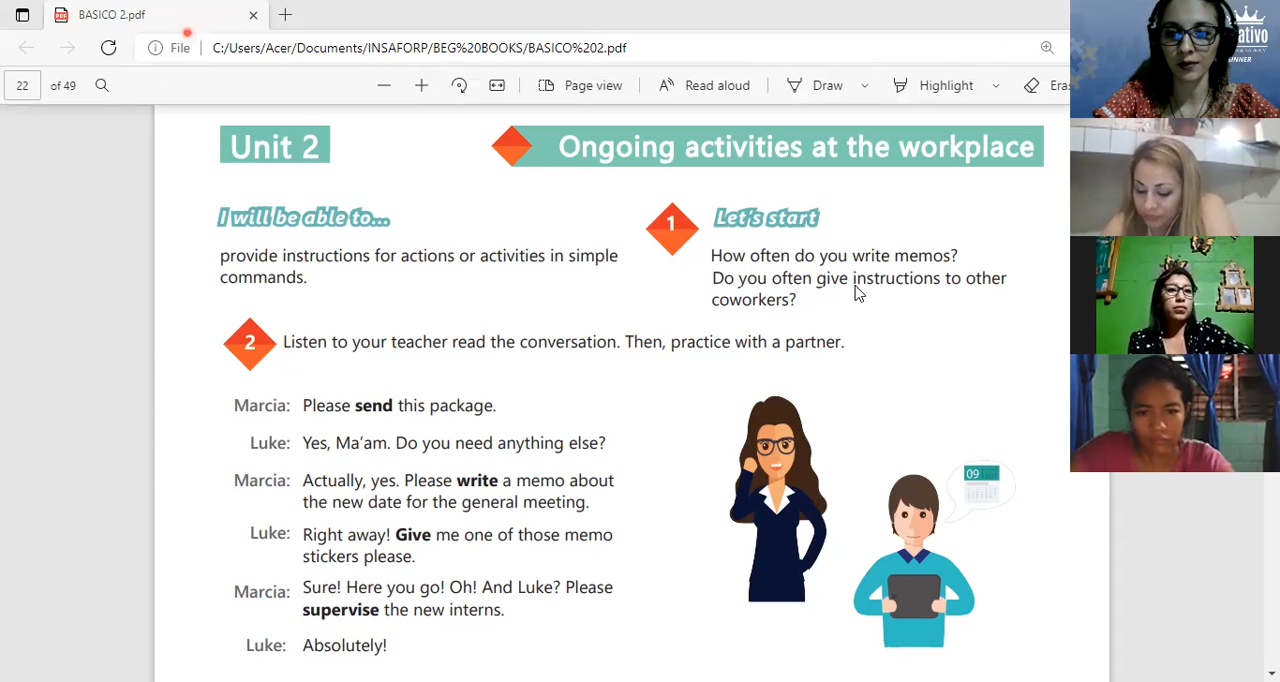 BASICO 2.pdf
File
C:/Users/Acer/Documents/INSAFORP/BEG%20BOOKS/BASICO%202.pdf
22 of 49
Page view
Read aloud
Draw
Highlight
Unit 2
Ongoing activities at the workplace
I will be able to...
provide instructions for actions or activities in simple
commands.
1
Let's start
How often do you write memos?
Do you often give instructions to other
coworkers?
2
Listen to your teacher read the conversation. Then, practice with a partner.
Marcia: Please send this package.
Luke: Yes, Ma'am. Do you need anything else?
Marcia: Actually, yes. Please write a memo about
the new date for the general meeting.
Luke: Right away! Give me one of those memo
stickers please.
Marcia: Sure! Here you go! Oh! And Luke? Please
supervise the new interns.
Luke: Absolutely!
09